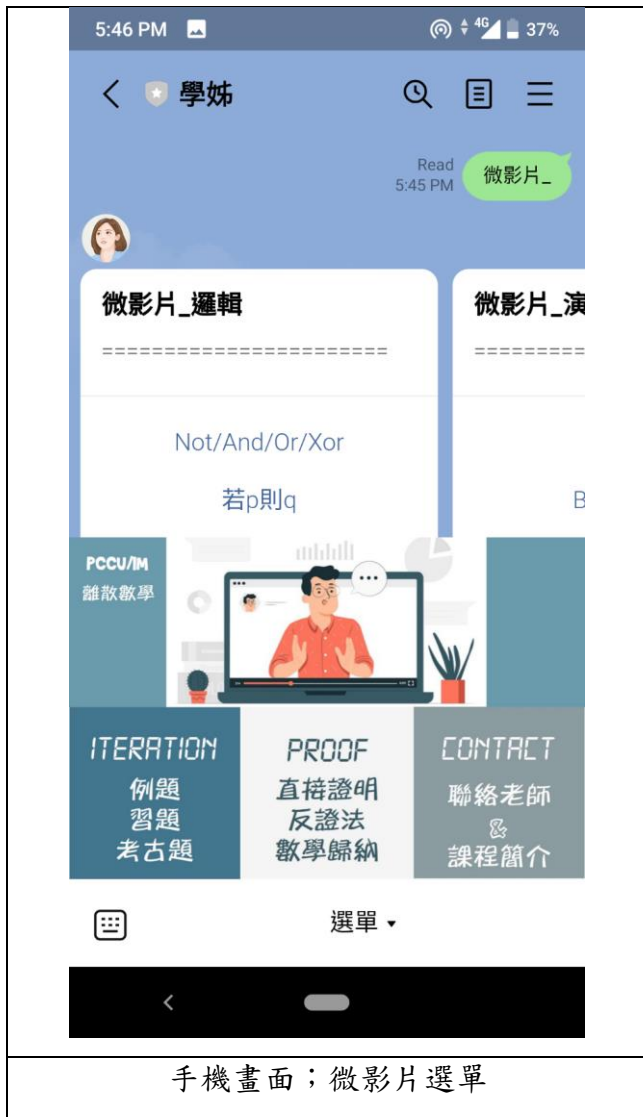 5:46 PM
4G
37%
學姊
Read
5:45 PM
微影片_
微影片_邏輯
微影片_演
=======================
=========
Not/And/Or/Xor
若p則q
B
PCCU/IM
離散數學
ITERATION
例題
習題
考古題
PROOF
直接證明
反證法
數學歸納
CONTACT
聯絡老師
&
課程簡介
選單
手機畫面；微影片選單